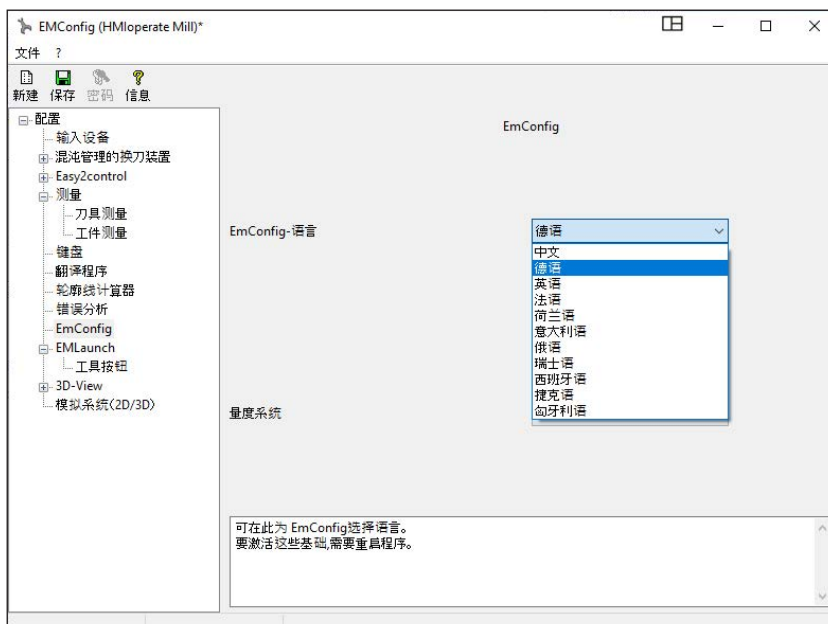 EMConfig (HMIoperate Mill)*
文件 ?
新建 保存 密码 信息
配置
输入设备
混沌管理的换刀装置
Easy2control
测量
刀具测量
工件测量
键盘
翻译程序
轮廓线计算器
错误分析
EmConfig
EMLaunch
工具按钮
3D-View
模拟系统(2D/3D)
EmConfig
EmConfig-语言
德语
中文
德语
英语
法语
荷兰语
意大利语
俄语
瑞士语
西班牙语
捷克语
匈牙利语
量度系统
可在此为 EmConfig选择语言。
要激活这些基础,需要重启程序。